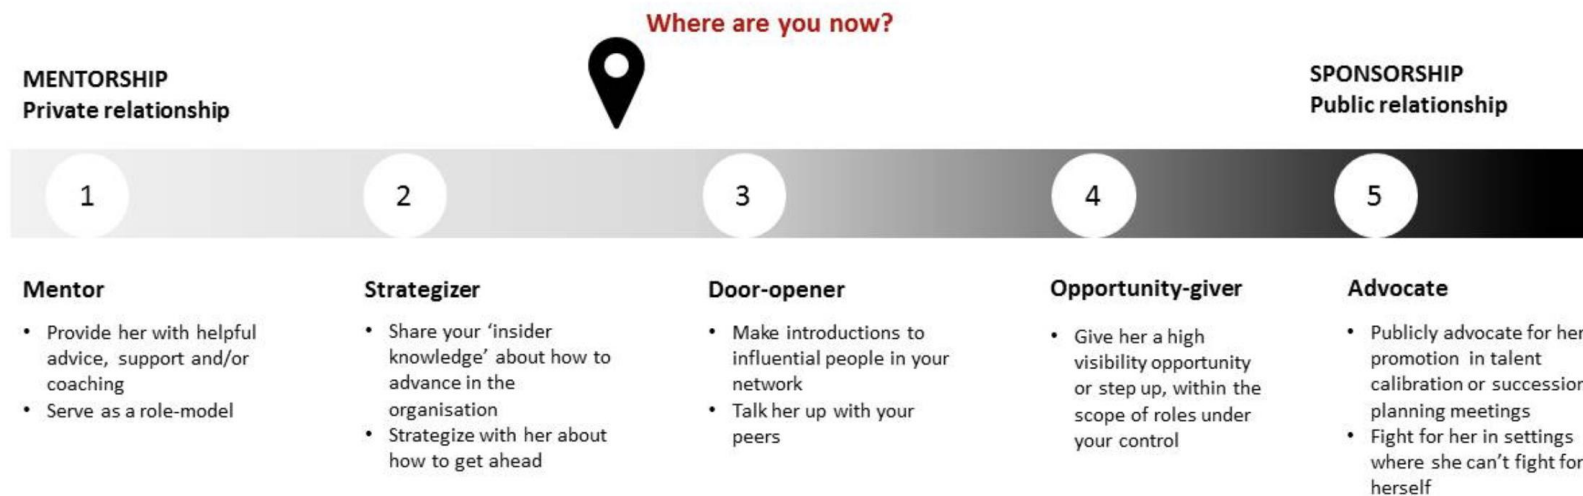 Where are you now?
MENTORSHIP
Private relationship
SPONSORSHIP
Public relationship
1
2
3
4
5
Mentor
• Provide her with helpful
advice, support and/or
coaching
• Serve as a role-model
Strategizer
• Share your ‘insider
knowledge’ about how to
advance in the
organisation
• Strategize with her about
how to get ahead
Door-opener
• Make introductions to
influential people in your
network
• Talk her up with your
peers
Opportunity-giver
• Give her a high
visibility opportunity
or step up, within the
scope of roles under
your control
Advocate
• Publicly advocate for her
promotion in talent
calibration or succession
planning meetings
• Fight for her in settings
where she can’t fight for
herself